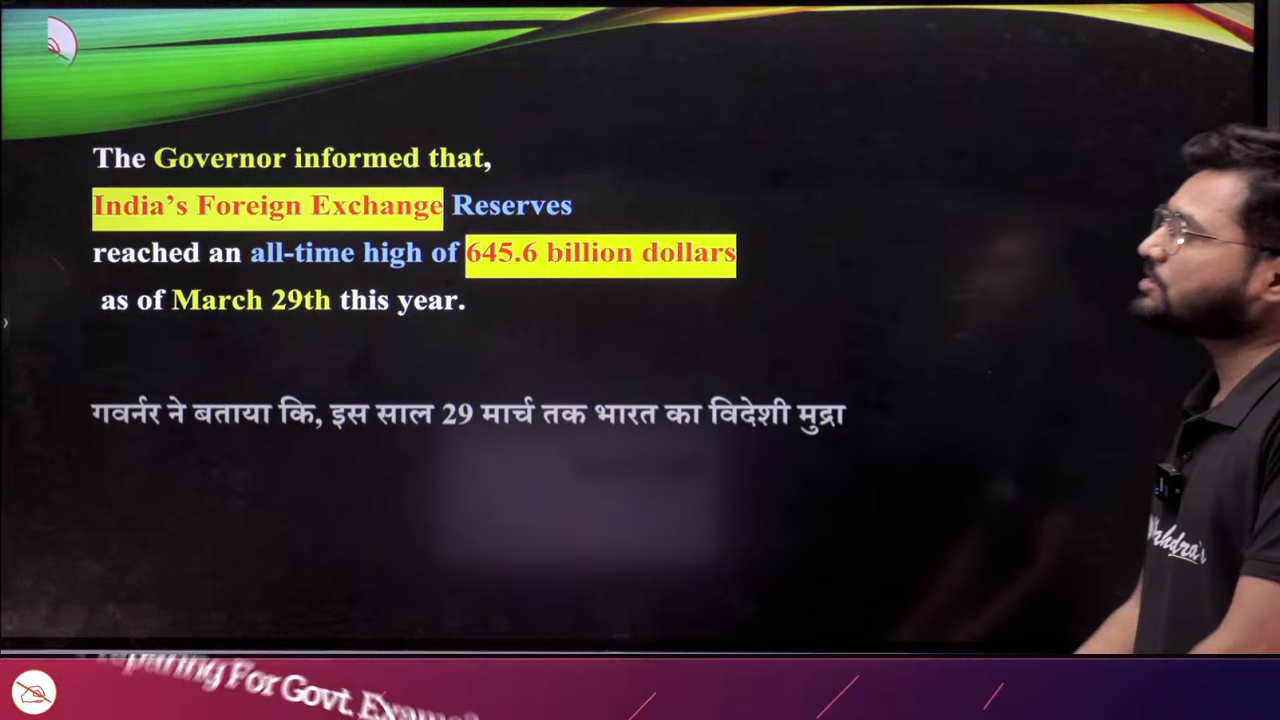 The Governor informed that,
India’s Foreign Exchange Reserves
reached an all-time high of 645.6 billion dollars
as of March 29th this year.
गवर्नर ने बताया कि, इस साल 29 मार्च तक भारत का विदेशी मुद्रा
For Govt.